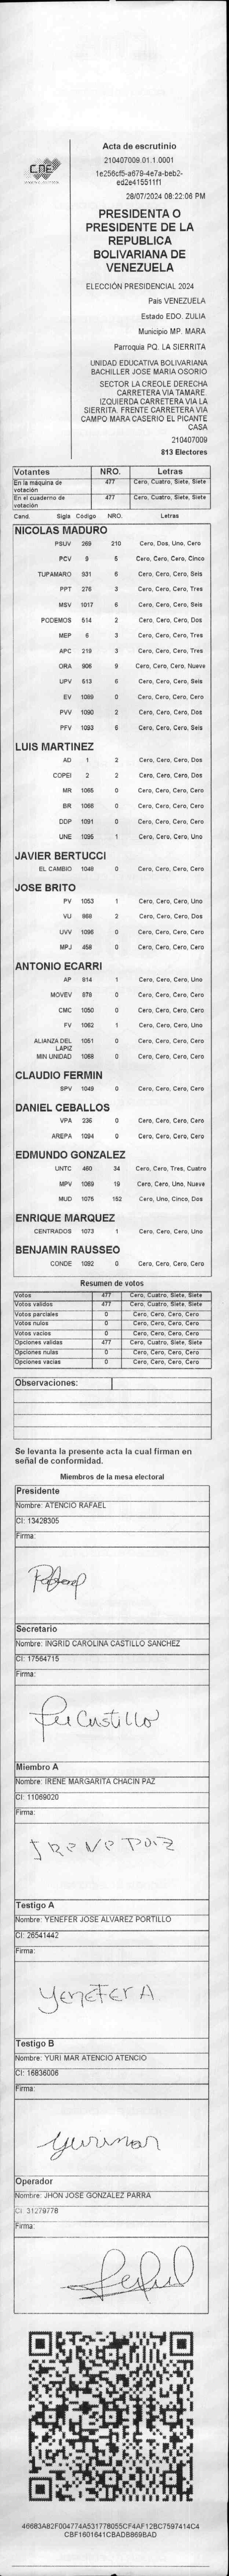 CNE
Acta de escrutinio
210407009.01.1.0001
1e256cf5-a679-4e7a-beb2-
ed2e415511f1
28/07/2024 08:22:06 PM
PRESIDENTA O
PRESIDENTE DE LA
REPUBLICA
BOLIVARIANA DE
VENEZUELA
ELECCIÓN PRESIDENCIAL 2024
Pais VENEZUELA
Estado EDO. ZULIA
Municipio MP. MARA
Parroquia PQ. LA SIERRITA
UNIDAD EDUCATIVA BOLIVARIANA
BACHILLER JOSE MARIA OSORIO
SECTOR LA CREOLE DERECHA
CARRETERA VIA TAMARE.
IZQUIERDA CARRETERA VIA LA
SIERRITA. FRENTE CARRETERA VIA
CAMPO MARA CASERIO EL PICANTE
CASA
210407009
813 Electores
Votantes NRO. Letras
En la máquina de votación 477 Cero, Cuatro, Siete, Siete
En el cuaderno de votación 477 Cero, Cuatro, Siete, Siete
Cand. Sigla Codigo NRO. Letras
NICOLAS MADURO
PSUV 269 210 Cero, Dos, Uno, Cero
PCV 9 5 Cero, Cero, Cero, Cinco
TUPAMARO 931 6 Cero, Cero, Cero, Seis
PPT 276 3 Cero, Cero, Cero, Tres
MSV 1017 6 Cero, Cero, Cero, Seis
PODEMOS 514 2 Cero, Cero, Cero, Dos
MEP 6 3 Cero, Cero, Cero, Tres
APC 219 3 Cero, Cero, Cero, Tres
ORA 906 9 Cero, Cero, Cero, Nueve
UPV 513 6 Cero, Cero, Cero, Seis
EV 1089 0 Cero, Cero, Cero, Cero
PVV 1090 2 Cero, Cero, Cero, Dos
PFV 1093 6 Cero, Cero, Cero, Seis
LUIS MARTINEZ
AD 1 2 Cero, Cero, Cero, Dos
COPEI 2 2 Cero, Cero, Cero, Dos
MR 1065 0 Cero, Cero, Cero, Cero
BR 1066 0 Cero, Cero, Cero, Cero
DDP 1091 0 Cero, Cero, Cero, Cero
UNE 1095 1 Cero, Cero, Cero, Uno
JAVIER BERTUCCI
EL CAMBIO 1048 0 Cero, Cero, Cero, Cero
JOSE BRITO
PV 1053 1 Cero, Cero, Cero, Uno
VU 969 2 Cero, Cero, Cero, Dos
UVV 1096 0 Cero, Cero, Cero, Cero
MPJ 458 0 Cero, Cero, Cero, Cero
ANTONIO ECARRI
AP 914 1 Cero, Cero, Cero, Uno
MOVEV 979 0 Cero, Cero, Cero, Cero
CMC 1050 0 Cero, Cero, Cero, Cero
FV 1062 1 Cero, Cero, Cero, Uno
ALIANZA DEL LAPIZ 1051 0 Cero, Cero, Cero, Cero
MIN UNIDAD 1068 0 Cero, Cero, Cero, Cero
CLAUDIO FERMIN
SPV 1049 0 Cero, Cero, Cero, Cero
DANIEL CEBALLOS
VPA 236 0 Cero, Cero, Cero, Cero
AREPA 1094 0 Cero, Cero, Cero, Cero
EDMUNDO GONZALEZ
UNTC 460 34 Cero, Cero, Tres, Cuatro
MPV 1069 19 Cero, Cero, Uno, Nueve
MUD 1075 152 Cero, Uno, Cinco, Dos
ENRIQUE MARQUEZ
CENTRADOS 1073 1 Cero, Cero, Cero, Uno
BENJAMIN RAUSSEO
CONDE 1092 0 Cero, Cero, Cero, Cero
Resumen de votos
Votos 477 Cero, Cuatro, Siete, Siete
Votos validos 477 Cero, Cuatro, Siete, Siete
Votos parciales 0 Cero, Cero, Cero, Cero
Votos nulos 0 Cero, Cero, Cero, Cero
Votos vacios 0 Cero, Cero, Cero, Cero
Opciones validas 477 Cero, Cuatro, Siete, Siete
Opciones nulas 0 Cero, Cero, Cero, Cero
Opciones vacias 0 Cero, Cero, Cero, Cero
Observaciones:
Se levanta la presente acta la cual firman en
señal de conformidad.
Miembros de la mesa electoral
Presidente
Nombre: ATENCIO RAFAEL
CI: 13428305
Firma:
Secretario
Nombre: INGRID CAROLINA CASTILLO SANCHEZ
CI: 17564715
Firma:
Castillo
Miembro A
Nombre: IRENE MARGARITA CHACIN PAZ
CI: 11069020
Firma:
IRENE PAZ
Testigo A
Nombre: YENEFER JOSE ALVAREZ PORTILLO
CI: 26541442
Firma:
YENEFER A
Testigo B
Nombre: YURI MAR ATENCIO ATENCIO
CI: 16836006
Firma:
Yurimar
Operador
Nombre: JHON JOSE GONZALEZ PARRA
CI: 31279778
Firma:
46683A82F004774A531778055CF4AF12BC7597414C4
CBF1601641CBADB869BAD